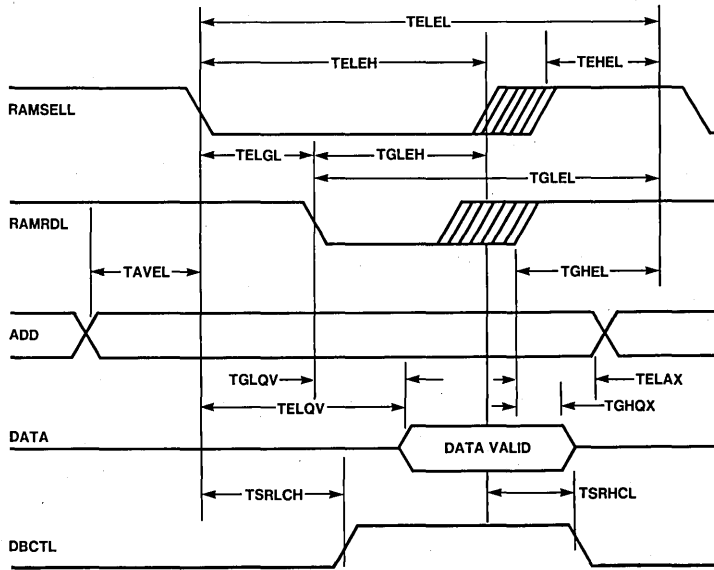 TELEL
TELEH TEHEL
RAMSELL
TELGL TGLEH
TGLEL
RAMRDL
TAVEL TGHEL
ADD
TGLQV TELAX
TELQV TGHQX
DATA
DATA VALID
TSRLCH TSRHCL
DBCTL